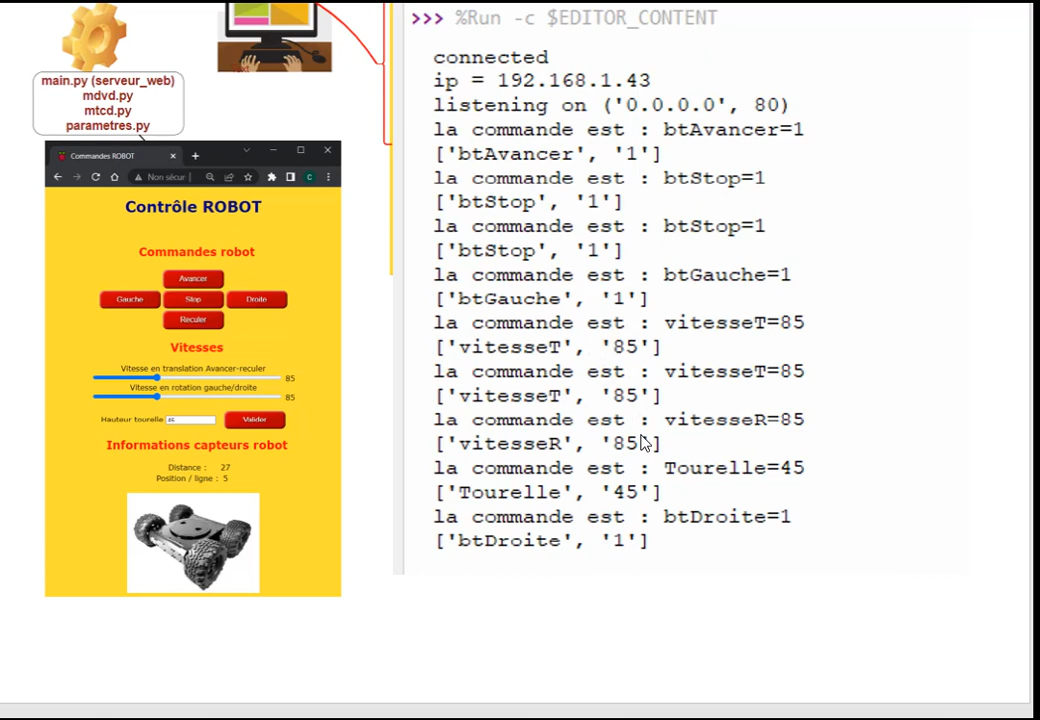 main.py (serveur_web)
mdvd.py
mtcd.py
parametres.py
Commandes ROBOT
Non sécur
C
Contrôle ROBOT
Commandes robot
Avancer
Gauche Stop Droite
Reculer
Vitesses
Vitesse en translation Avancer-reculer
85
Vitesse en rotation gauche/droite
85
Hauteur tourelle Valider
Informations capteurs robot
Distance : 27
Position / ligne : 5
>>> %Run -c $EDITOR_CONTENT
connected
ip = 192.168.1.43
listening on ('0.0.0.0', 80)
la commande est : btAvancer=1
['btAvancer', '1']
la commande est : btStop=1
['btStop', '1']
la commande est : btStop=1
['btStop', '1']
la commande est : btGauche=1
['btGauche', '1']
la commande est : vitesseT=85
['vitesseT', '85']
la commande est : vitesseT=85
['vitesseT', '85']
la commande est : vitesseR=85
['vitesseR', '85']
la commande est : Tourelle=45
['Tourelle', '45']
la commande est : btDroite=1
['btDroite', '1']